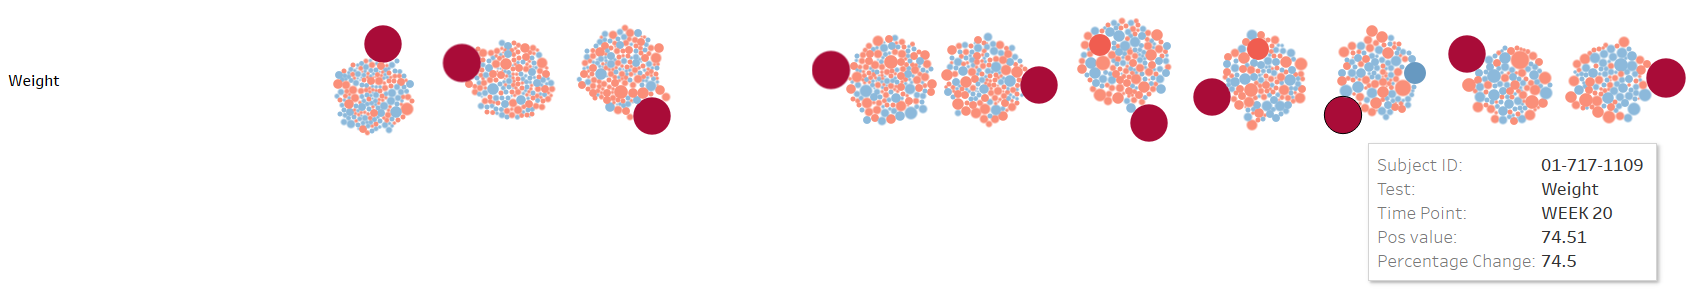 Weight
Subject ID: 01-717-1109
Test: Weight
Time Point: WEEK 20
Pos value: 74.51
Percentage Change: 74.5